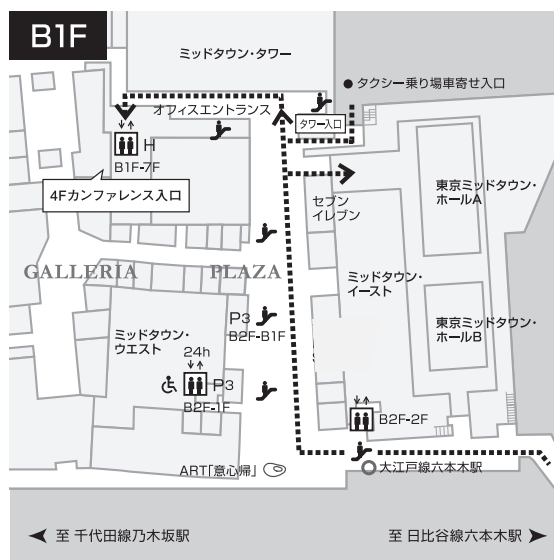 B1F
ミッドタウン・タワー
● タクシー乗り場車寄せ入口
オフィスエントランス
タワー入口
H
B1F-7F
4Fカンファレンス入口
セブン
イレブン
東京ミッドタウン・
ホールA
GALLERIA
PLAZA
ミッドタウン・
イースト
P3
B2F-B1F
東京ミッドタウン・
ホールB
ミッドタウン・
ウエスト
24h
P3
B2F-1F
B2F-2F
ART「意心帰」
大江戸線六本木駅
至 千代田線乃木坂駅
至 日比谷線六本木駅